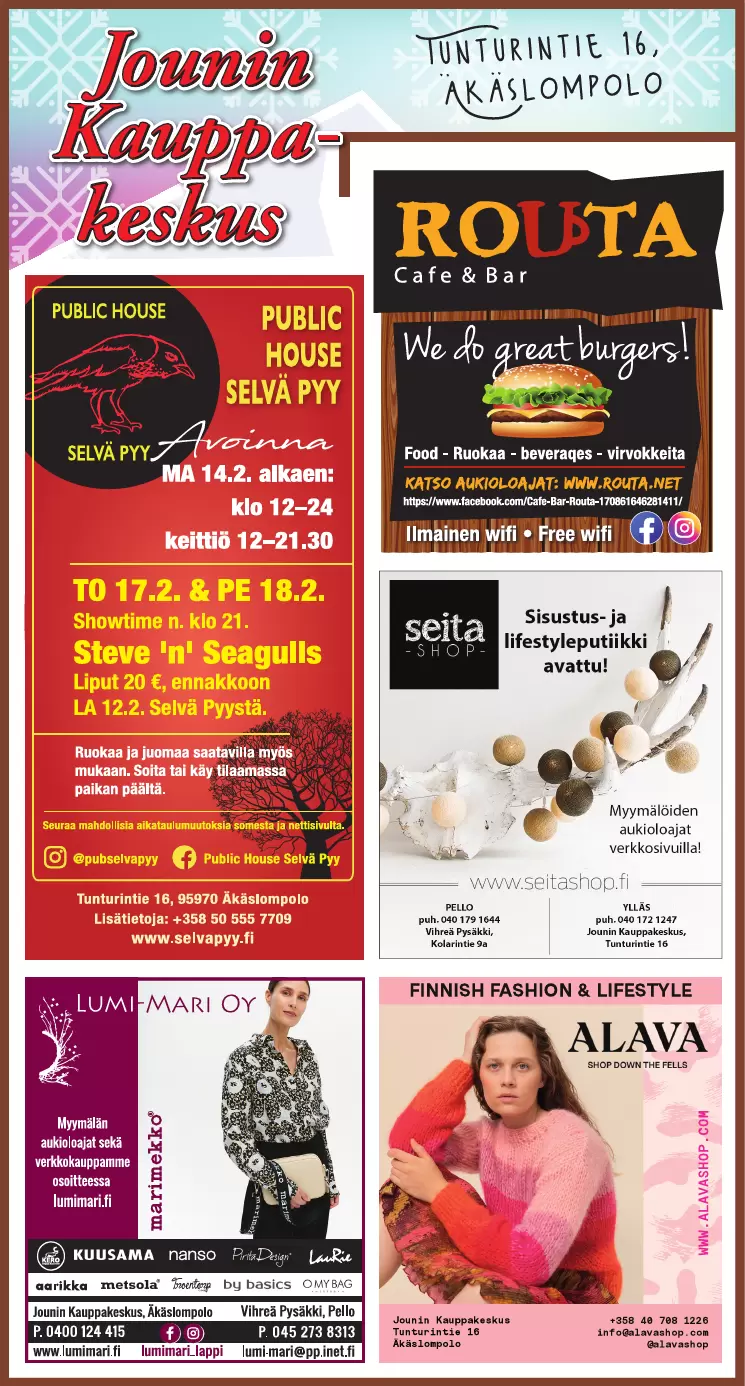 Jounin
Kauppa-
keskus
TUNTURINTIE 16,
ÄKÄSLOMPOLO
PUBLIC HOUSE
SELVÄ PYY
PUBLIC
HOUSE
SELVÄ PYY
Avoinna
MA 14.2. alkaen:
klo 12–24
keittiö 12–21.30
TO 17.2. & PE 18.2.
Showtime n. klo 21.
Steve 'n' Seagulls
Liput 20 €, ennakkoon
LA 12.2. Selvä Pyystä.
Ruokaa ja juomaa saatavilla myös
mukaan. Soita tai käy tilaamassa
paikan päältä.
Seuraa mahdollisia aikataulumuutoksia somesta ja nettisivulta.
@pubselvapyy Public House Selvä Pyy
Tunturintie 16, 95970 Äkäslompolo
Lisätietoja: +358 50 555 7709
www.selvapyy.fi
ROUTA
Cafe & Bar
We do great burgers!
Food - Ruokaa - beveraqes - virvokkeita
KATSO AUKIOLOAJAT: WWW.ROUTA.NET
https://www.facebook.com/Cafe-Bar-Routa-170861646281411/
Ilmainen wifi • Free wifi
seita
- SHOP -
Sisustus- ja
lifestyleputiikki
avattu!
Myymälöiden
aukioloajat
verkkosivuilla!
www.seitashop.fi
PELLO
puh. 040 179 1644
Vihreä Pysäkki,
Kolarintie 9a
YLLÄS
puh. 040 172 1247
Jounin Kauppakeskus,
Tunturintie 16
LUMI-MARI OY
Myymälän
aukioloajat sekä
verkkokauppamme
osoitteessa
lumimari.fi
marimekko®
KERO KUUSAMA nanso PiritaDesign LauRie
aarikka metsola by basics O MY BAG
Jounin Kauppakeskus, Äkäslompolo Vihreä Pysäkki, Pello
P. 0400 124 415 P. 045 273 8313
www.lumimari.fi lumimari_lappi lumi-mari@pp.inet.fi
FINNISH FASHION & LIFESTYLE
ALAVA
SHOP DOWN THE FELLS
WWW.ALAVASHOP.COM
Jounin Kauppakeskus
Tunturintie 16
Äkäslompolo
+358 40 708 1226
info@alavashop.com
@alavashop